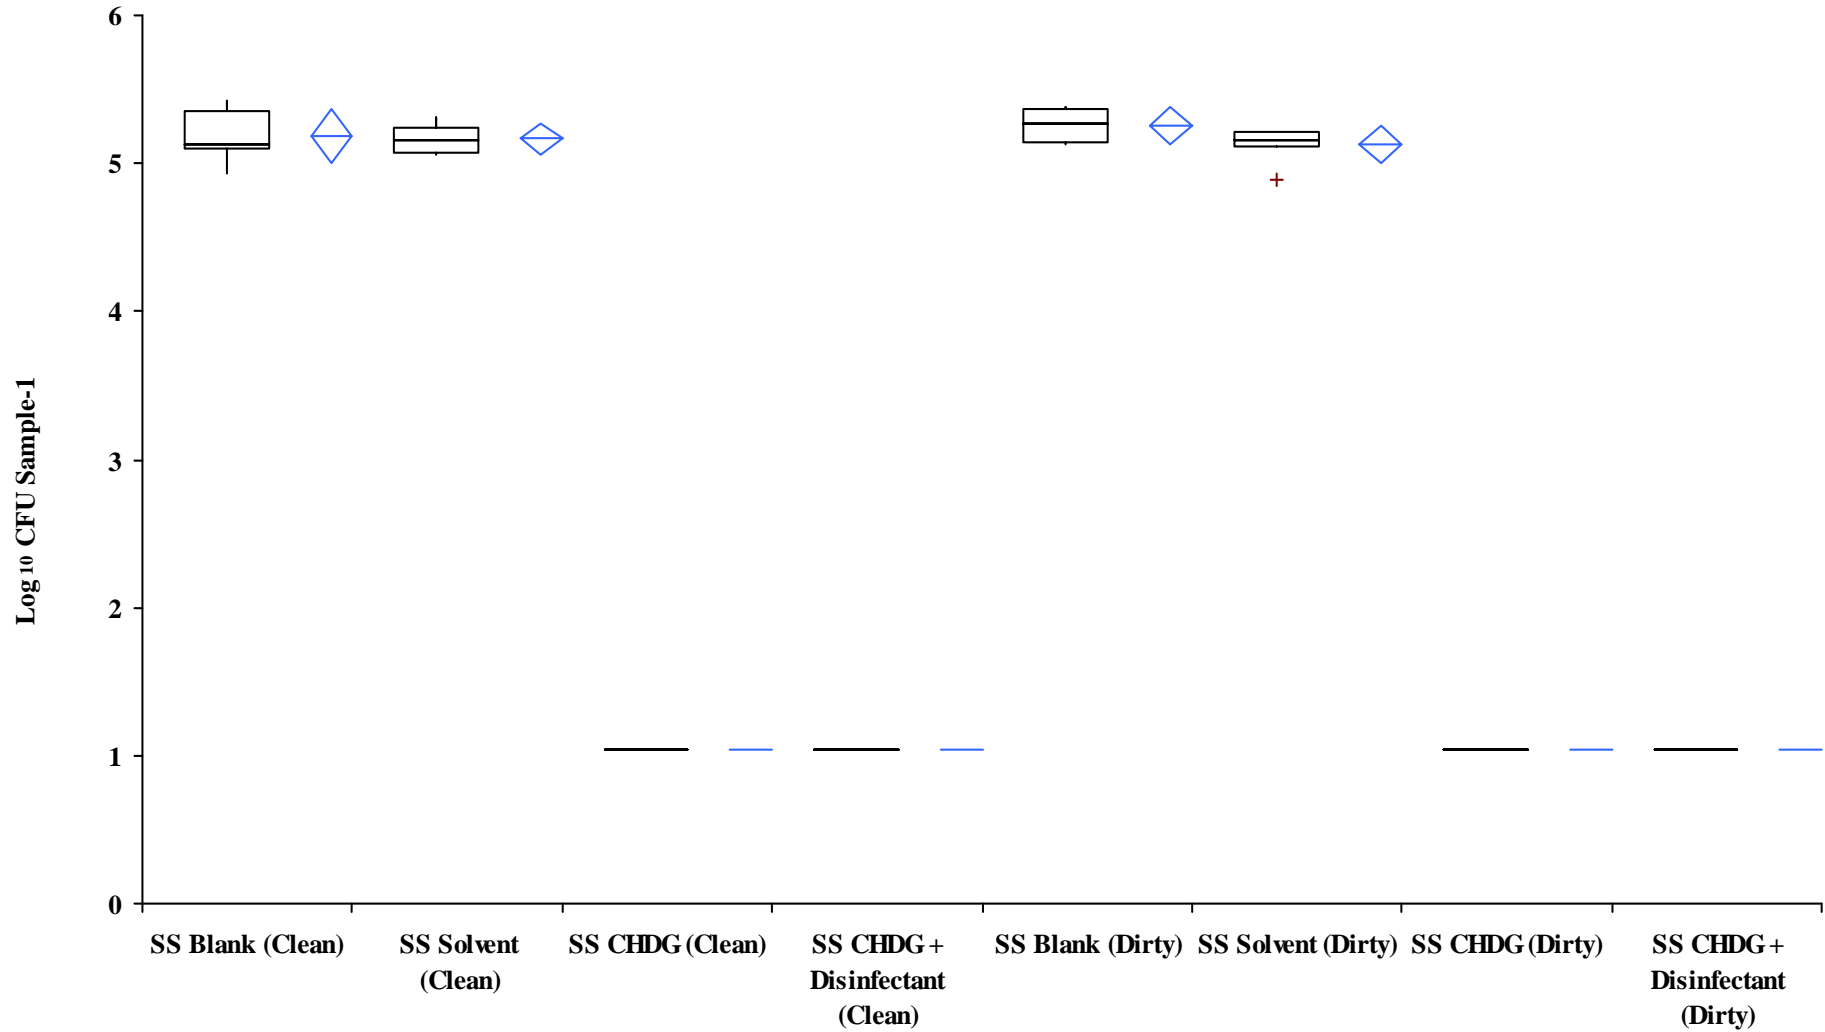 6
5
4
3
2
1
0
Log 10 CFU Sample-1
SS Blank (Clean)
SS Solvent
(Clean)
SS CHDG (Clean)
SS CHDG +
Disinfectant
(Clean)
SS Blank (Dirty)
SS Solvent (Dirty)
SS CHDG (Dirty)
SS CHDG +
Disinfectant
(Dirty)